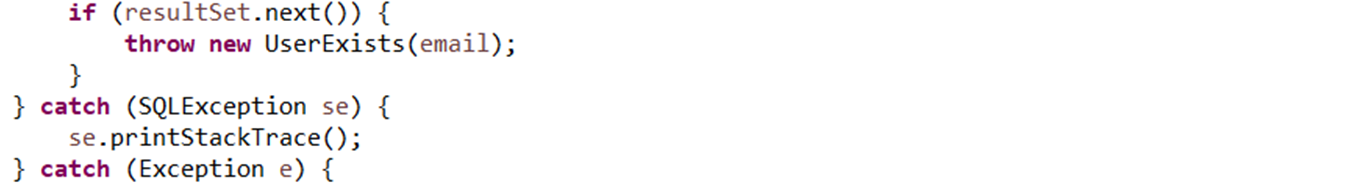 if (resultSet.next()) {
throw new UserExists(email);
}
} catch (SQLException se) {
se.printStackTrace();
} catch (Exception e) {